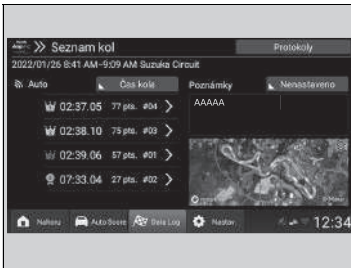 Seznam kol
Protokoly
2022/01/26 8:41 AM-9:09 AM Suzuka Circuit
Auto
Čas kola
Poznámky
Nenastaveno
02:37.05 77 pts. #04
AAAAA
02:38.10 75 pts. #03
02:39.06 57 pts. #01
07:33.04 27 pts. #02
Nahoru
Auto Score
Data Log
Nastav.
12:34